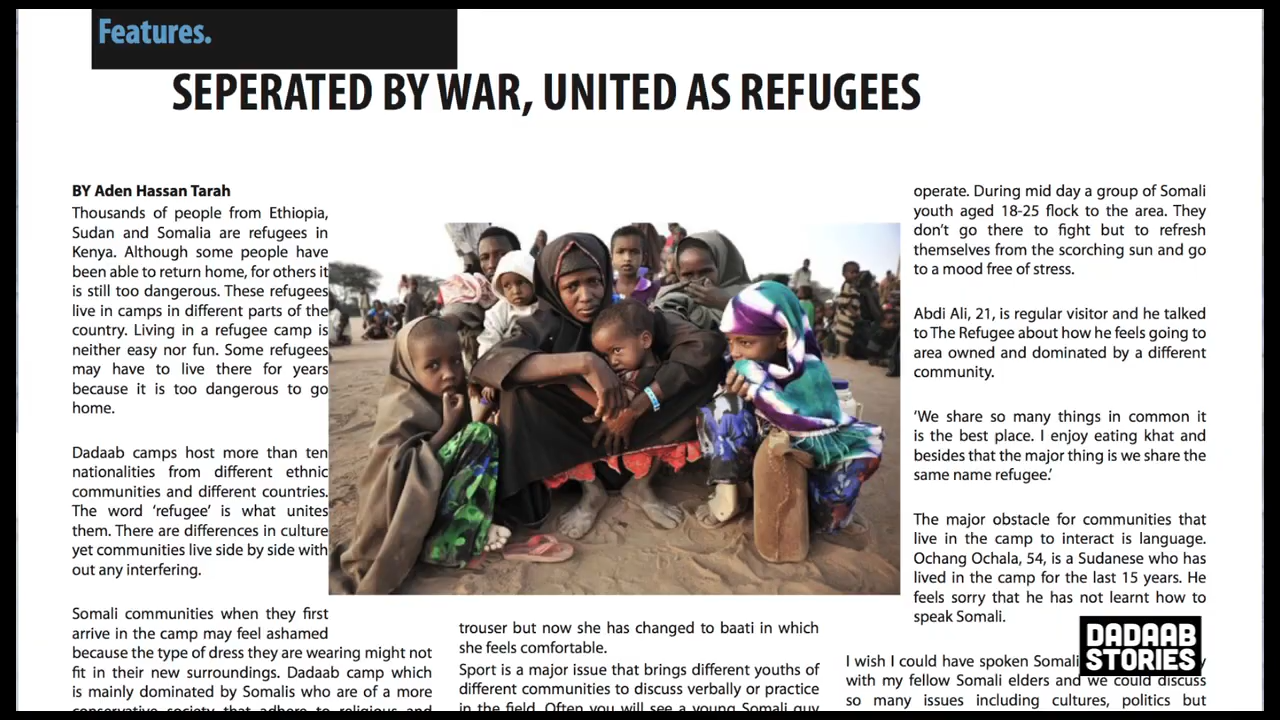 Features.
SEPERATED BY WAR, UNITED AS REFUGEES
BY Aden Hassan Tarah
Thousands of people from Ethiopia,
Sudan and Somalia are refugees in
Kenya. Although some people have
been able to return home, for others it
is still too dangerous. These refugees
live in camps in different parts of the
country. Living in a refugee camp is
neither easy nor fun. Some refugees
may have to live there for years
because it is too dangerous to go
home.
Dadaab camps host more than ten
nationalities from different ethnic
communities and different countries.
The word ‘refugee’ is what unites
them. There are differences in culture
yet communities live side by side with
out any interfering.
Somali communities when they first
arrive in the camp may feel ashamed
because the type of dress they are wearing might not
fit in their new surroundings. Dadaab camp which
is mainly dominated by Somalis who are of a more
conservative society that adhere to religious and
trouser but now she has changed to baati in which
she feels comfortable.
Sport is a major issue that brings different youths of
different communities to discuss verbally or practice
in the field. Often you will see a young Somali guy
operate. During mid day a group of Somali
youth aged 18-25 flock to the area. They
don’t go there to fight but to refresh
themselves from the scorching sun and go
to a mood free of stress.
Abdi Ali, 21, is regular visitor and he talked
to The Refugee about how he feels going to
area owned and dominated by a different
community.
‘We share so many things in common it
is the best place. I enjoy eating khat and
besides that the major thing is we share the
same name refugee.’
The major obstacle for communities that
live in the camp to interact is language.
Ochang Ochala, 54, is a Sudanese who has
lived in the camp for the last 15 years. He
feels sorry that he has not learnt how to
speak Somali.
I wish I could have spoken Somali
with my fellow Somali elders and we could discuss
so many issues including cultures, politics but
DADAAB
STORIES